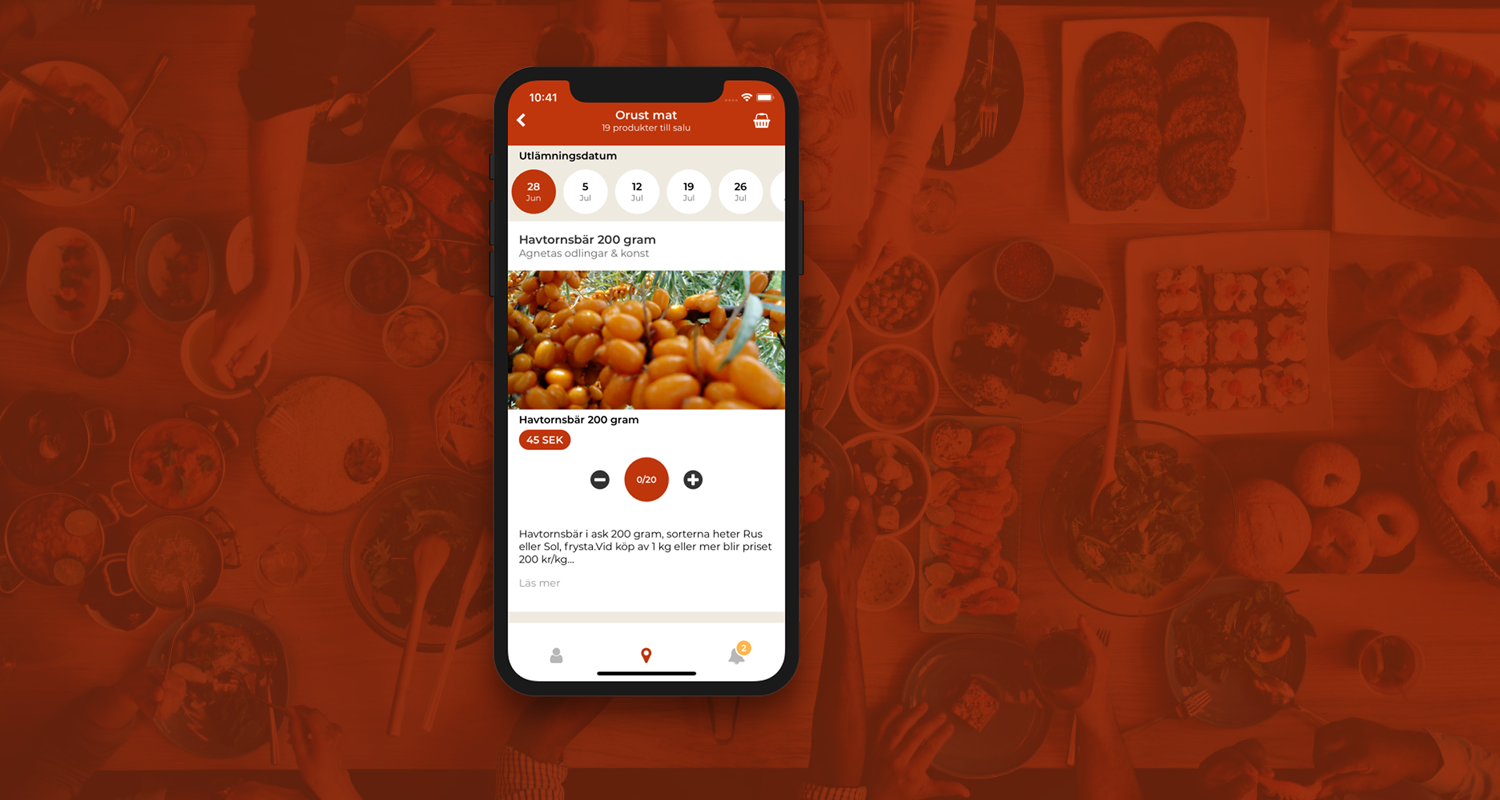 10:41
Orust mat
19 produkter till salu
Utlämningsdatum
28 5 12 19 26
Jun Jul Jul Jul Jul
Havtornsbär 200 gram
Agnetas odlingar & konst
Havtornsbär 200 gram
45 SEK
0/20
Havtornsbär i ask 200 gram, sorterna heter Rus
eller Sol, frysta.Vid köp av 1 kg eller mer blir priset
200 kr/kg...
Läs mer
2